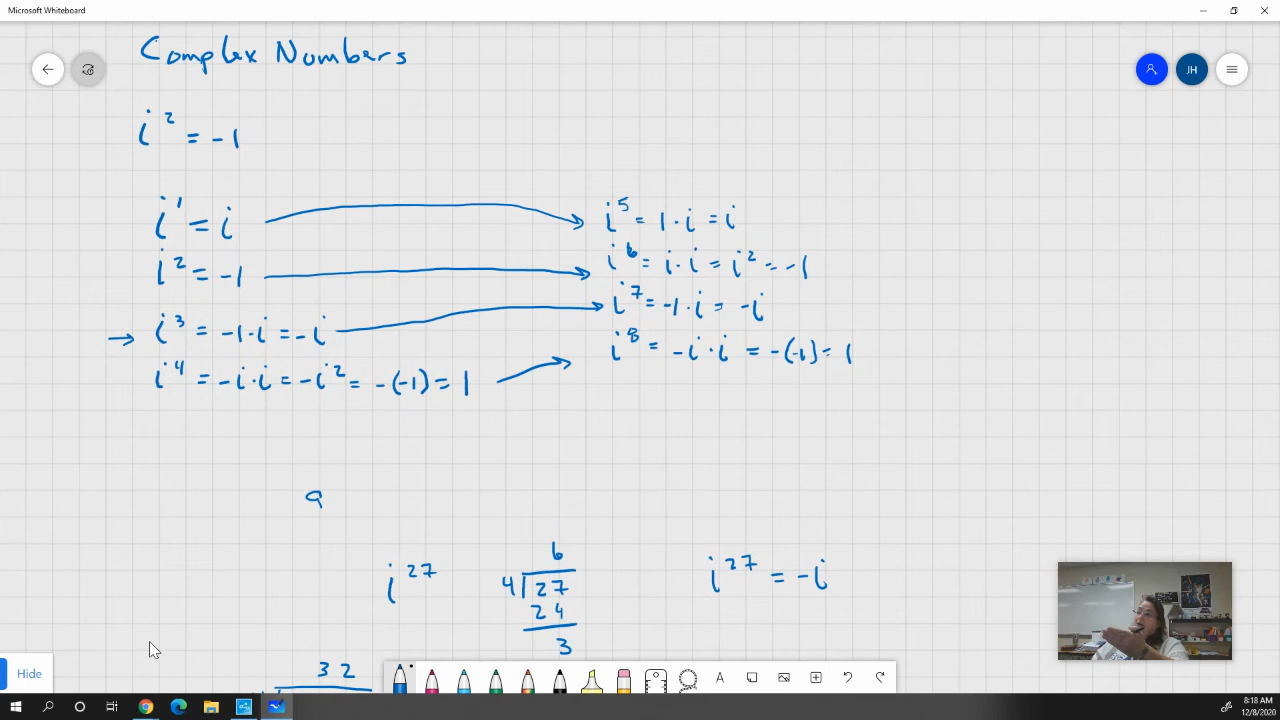 Microsoft Whiteboard
Complex Numbers
JH
i² = -1
i¹ = i
i² = -1
i³ = -1·i = -i
i⁴ = -i·i = -i² = -(-1) = 1
i⁵ = 1·i = i
i⁶ = i·i = i² = -1
i⁷ = -1·i = -i
i⁸ = -i·i = -(-1) = 1
9
i²⁷
6
4 27
24
3
i²⁷ = -i
32
Hide
A
8:18 AM
12/8/2020